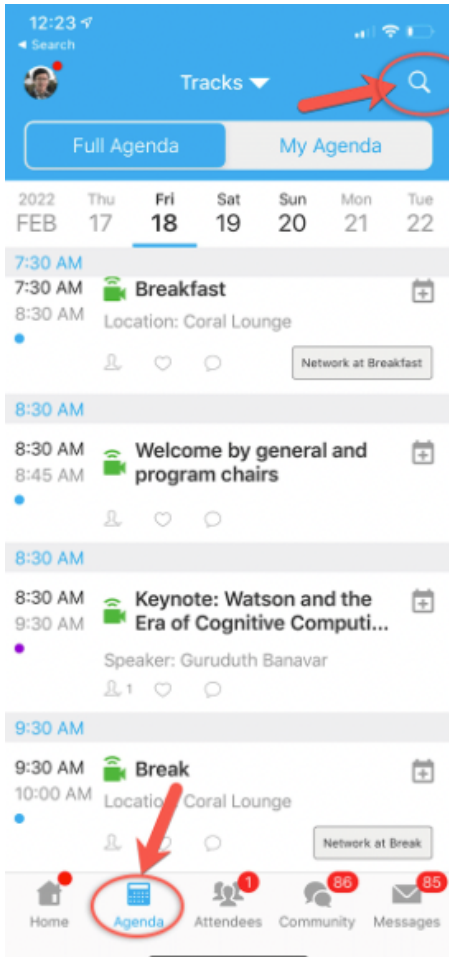 12:23
◀ Search
Tracks
Full Agenda My Agenda
2022 Thu Fri Sat Sun Mon Tue
FEB 17 18 19 20 21 22
7:30 AM
7:30 AM Breakfast
8:30 AM Location: Coral Lounge
Network at Breakfast
8:30 AM
8:30 AM Welcome by general and
8:45 AM program chairs
8:30 AM
8:30 AM Keynote: Watson and the
9:30 AM Era of Cognitive Computi...
Speaker: Guruduth Banavar
1
9:30 AM
9:30 AM Break
10:00 AM Location: Coral Lounge
Network at Break
1 86 85
Home Agenda Attendees Community Messages